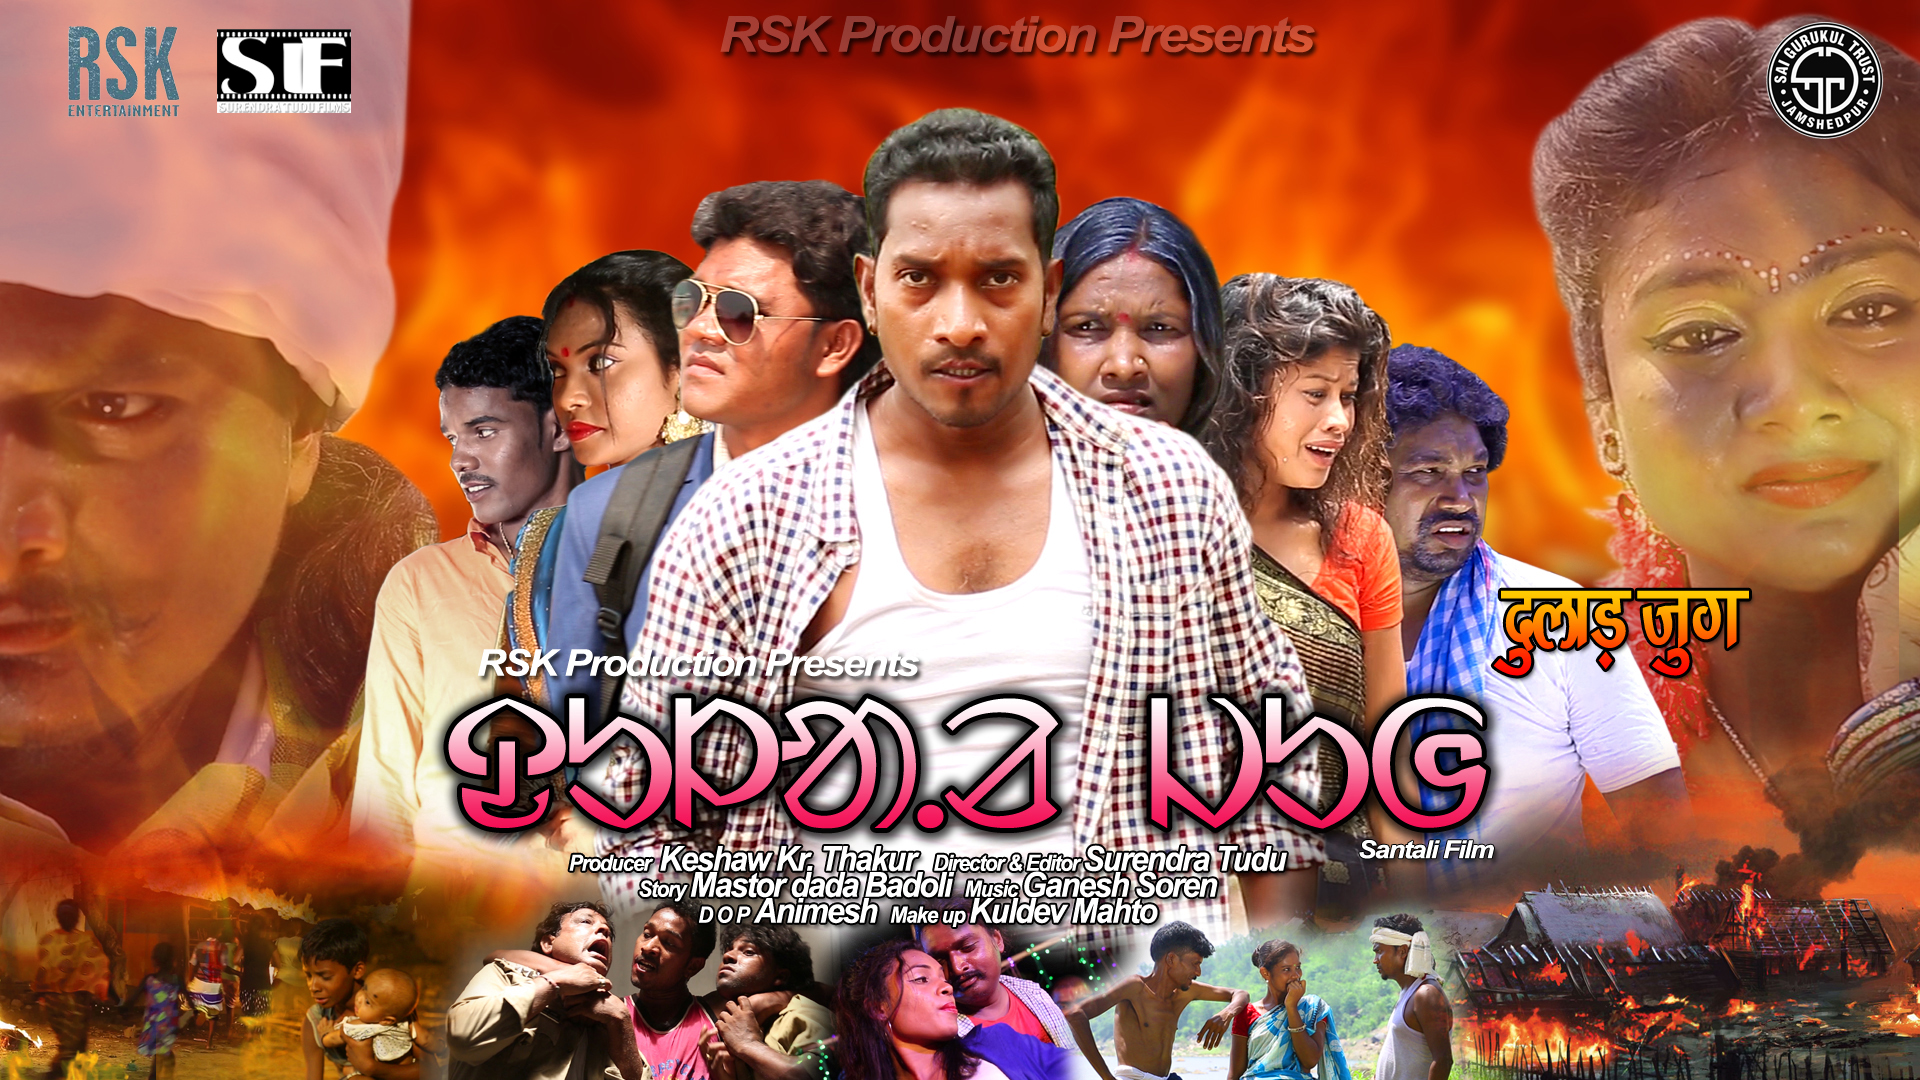 RSK Production Presents
RSK
ENTERTAINMENT
STF
SURENDRA TUDU FILMS
SAI GURUKUL TRUST
JAMSHEDPUR
दुलाड़ जुग
RSK Production Presents
ᱫᱩᱞᱟᱹᱲ ᱡᱩᱜ
Santali Film
Producer Keshaw Kr. Thakur Director & Editor Surendra Tudu
Story Mastor dada Badoli Music Ganesh Soren
D O P Animesh Make up Kuldev Mahto